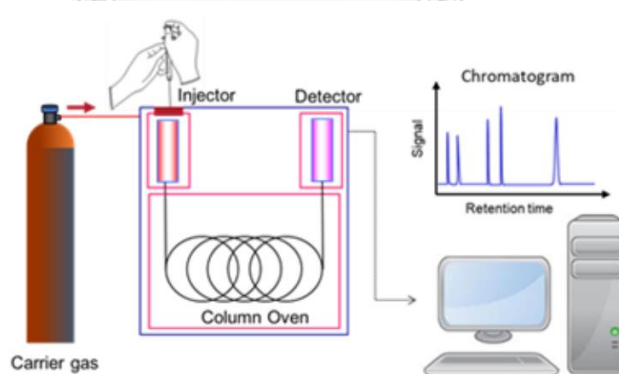 Injector
Detector
Chromatogram
Signal
Retention time
Column Oven
Carrier gas